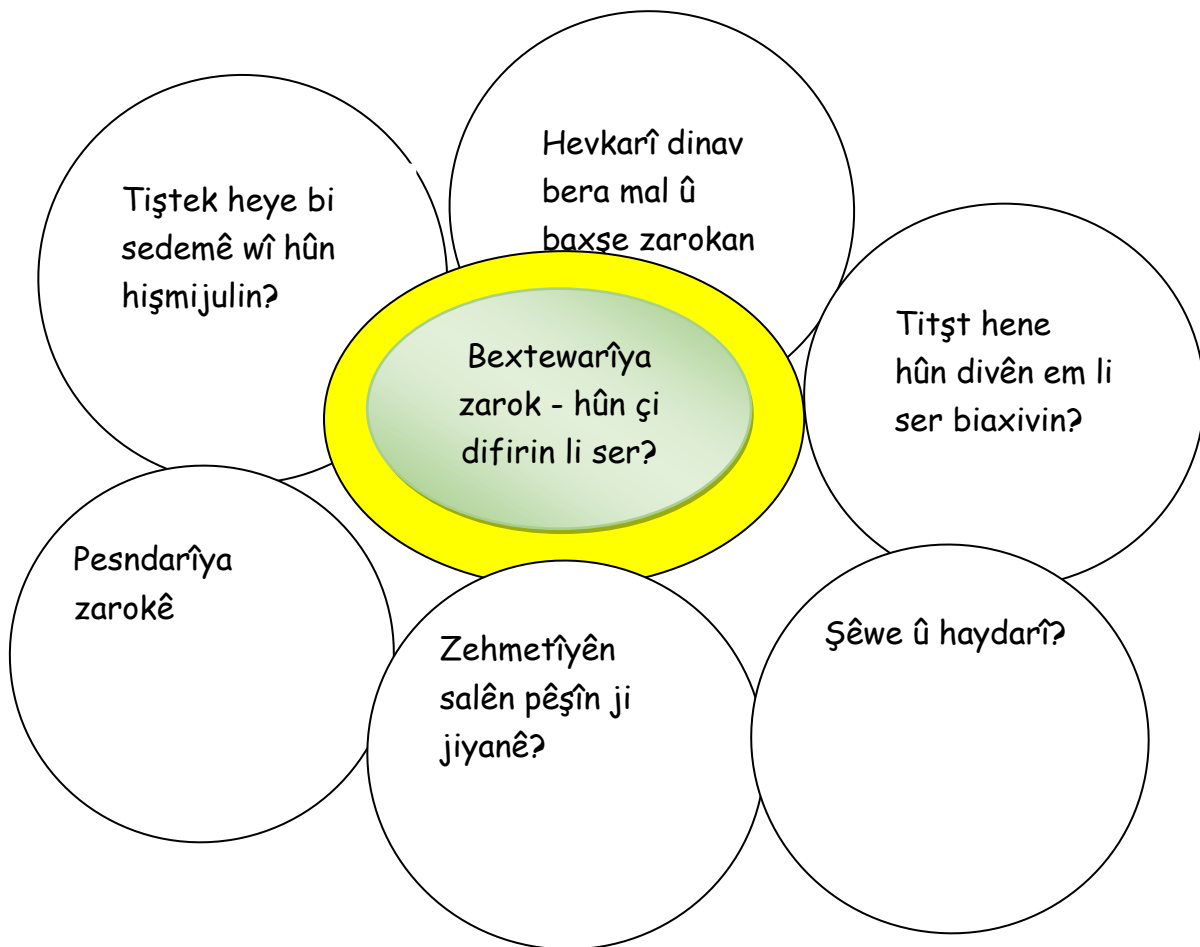 Hevkarî dinav
bera mal û
baxşe zarokan
Tiştek heye bi
sedemê wî hûn
hişmijulin?
Titşt hene
hûn divên em li
ser biaxivin?
Bextewarîya
zarok - hûn çi
difirin li ser?
Pesndarîya
zarokê
Zehmetîyên
salên pêşîn ji
jiyanê?
Şêwe û haydarî?